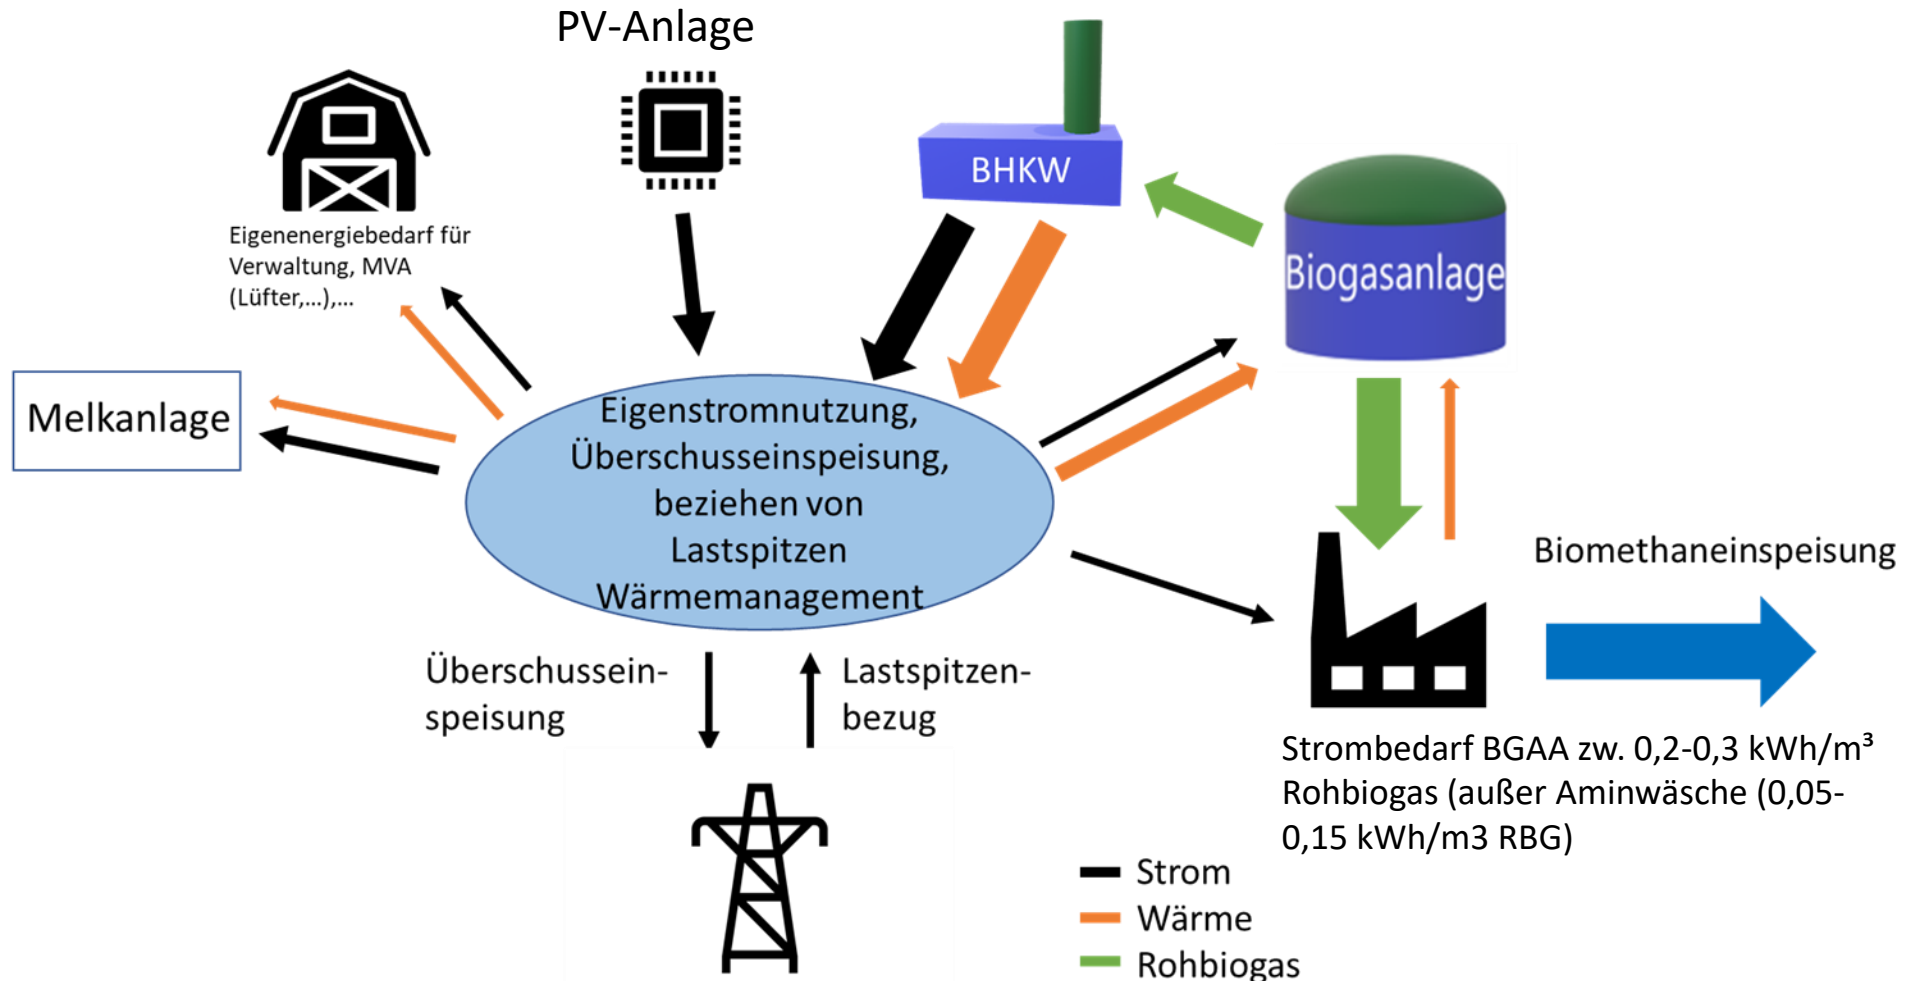 PV-Anlage
BHKW
Biogasanlage
Eigenenergiebedarf für
Verwaltung, MVA
(Lüfter,...),...
Melkanlage
Eigenstromnutzung,
Überschusseinspeisung,
beziehen von
Lastspitzen
Wärmemanagement
Biomethaneinspeisung
Überschussein-
speisung
Lastspitzen-
bezug
Strombedarf BGAA zw. 0,2-0,3 kWh/m³
Rohbiogas (außer Aminwäsche (0,05-
0,15 kWh/m3 RBG)
Strom
Wärme
Rohbiogas